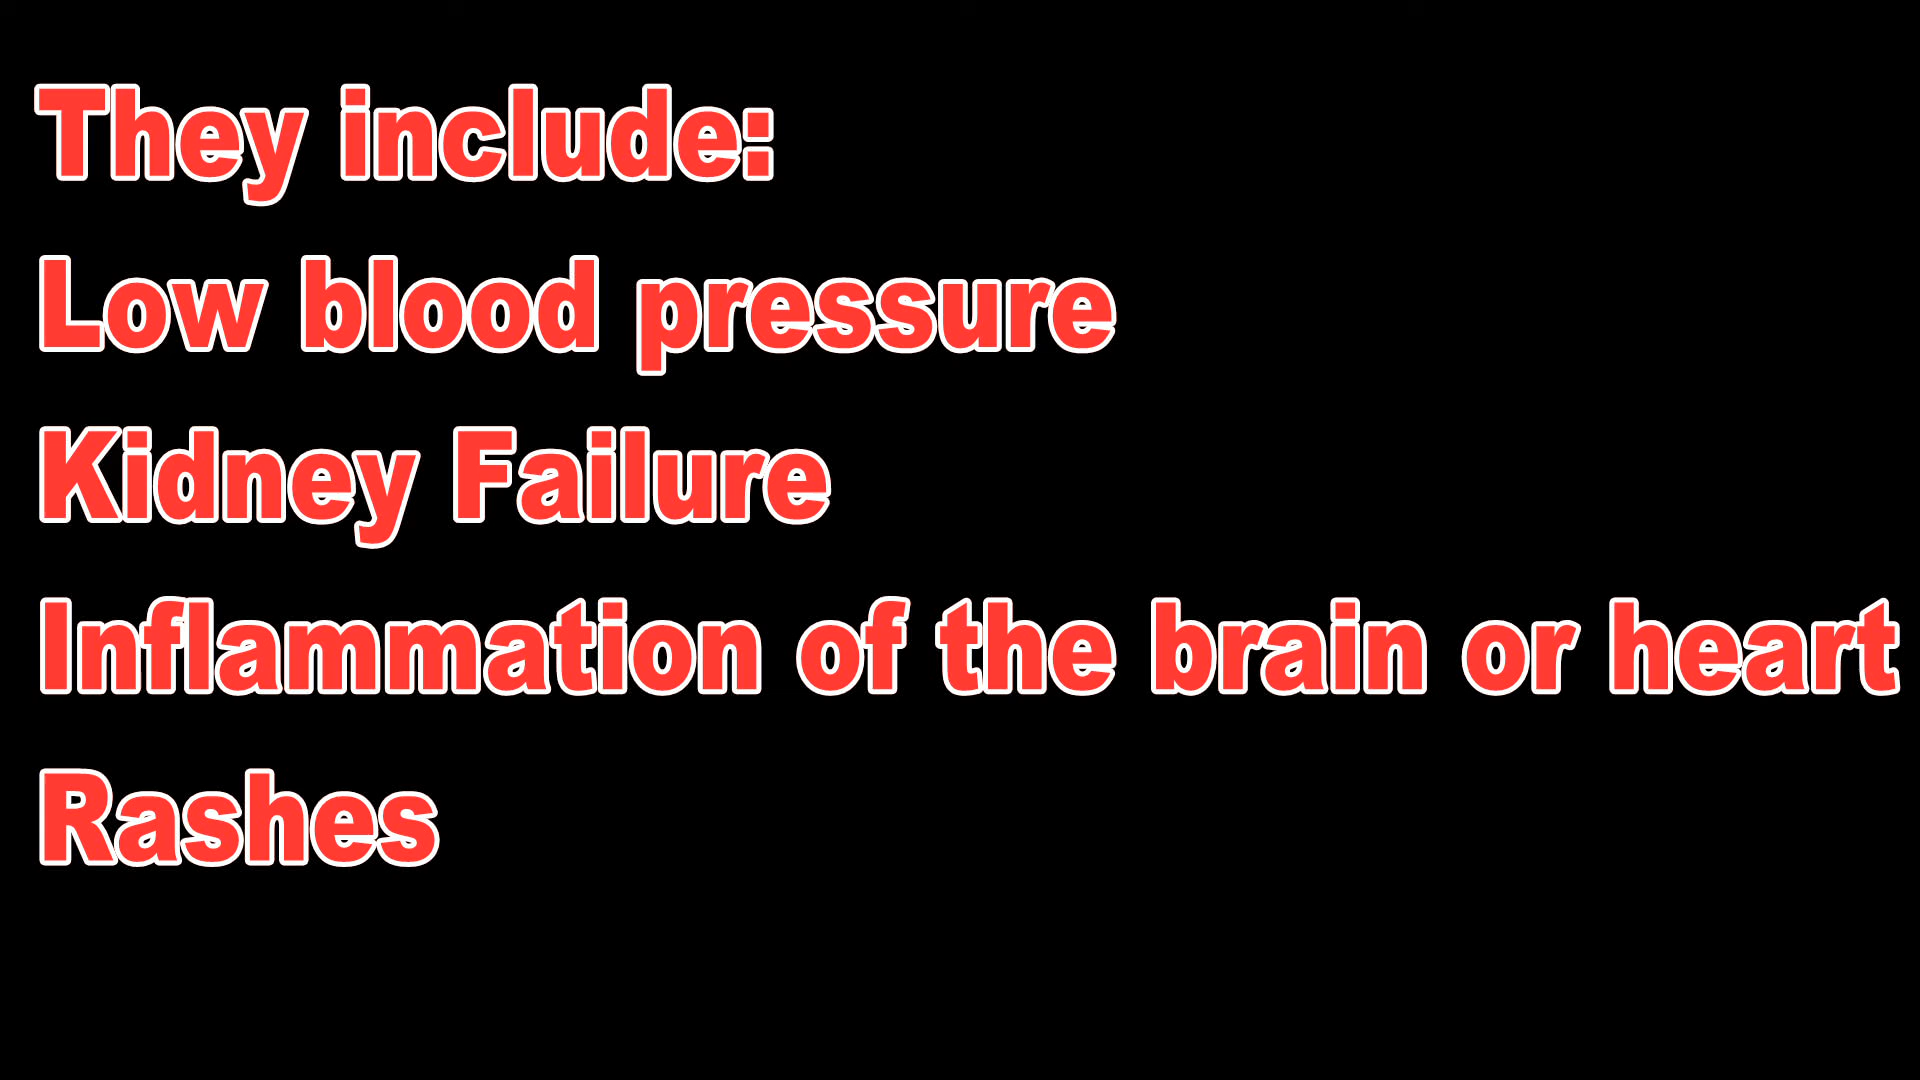 They include:
Low blood pressure
Kidney Failure
Inflammation of the brain or heart
Rashes